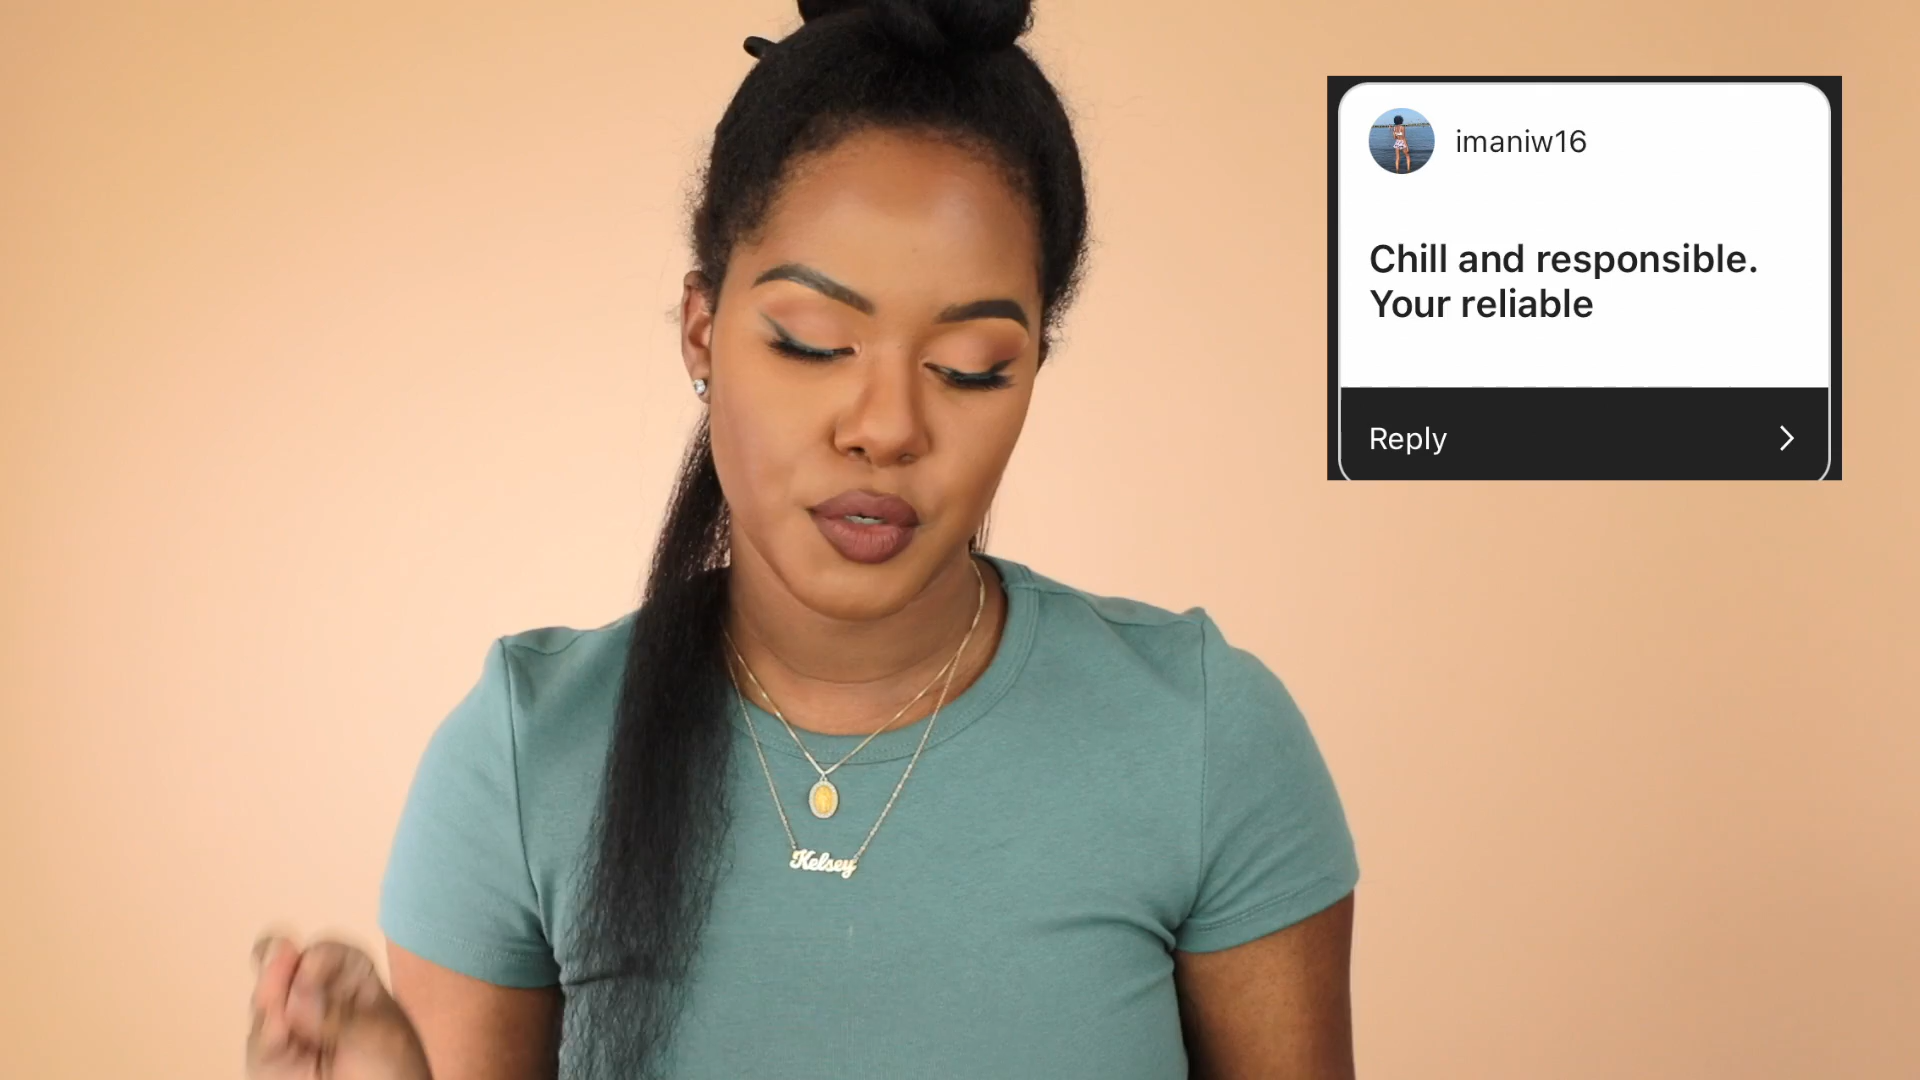 imaniw16
Chill and responsible.
Your reliable
Reply
Kelsey